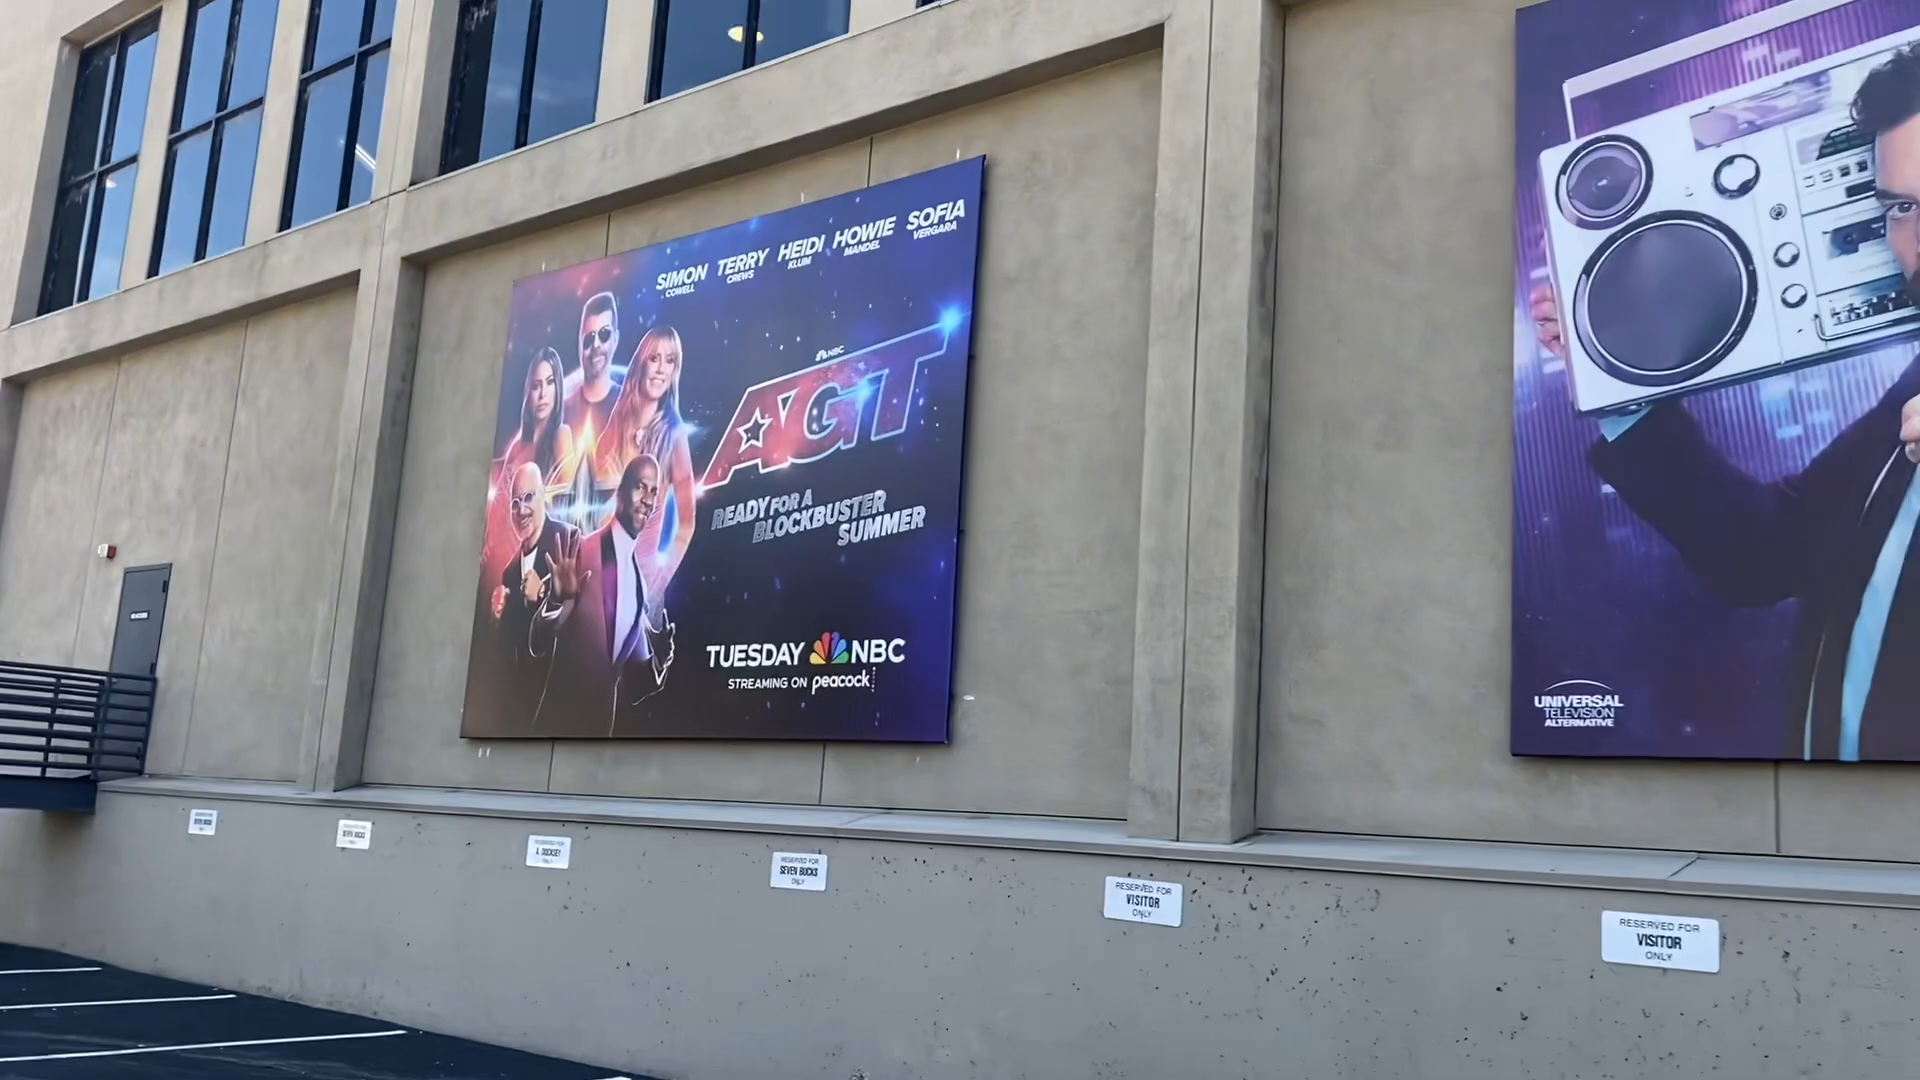 SIMON TERRY HEIDI HOWIE SOFIA
COWELL CREWS KLUM MANDEL VERGARA
NBC
AGT
READY FOR A
BLOCKBUSTER
SUMMER
TUESDAY NBC
STREAMING ON peacock
UNIVERSAL
TELEVISION
ALTERNATIVE
RESERVED FOR
SEVEN BUCKS
ONLY
RESERVED FOR
VISITOR
ONLY
RESERVED FOR
VISITOR
ONLY